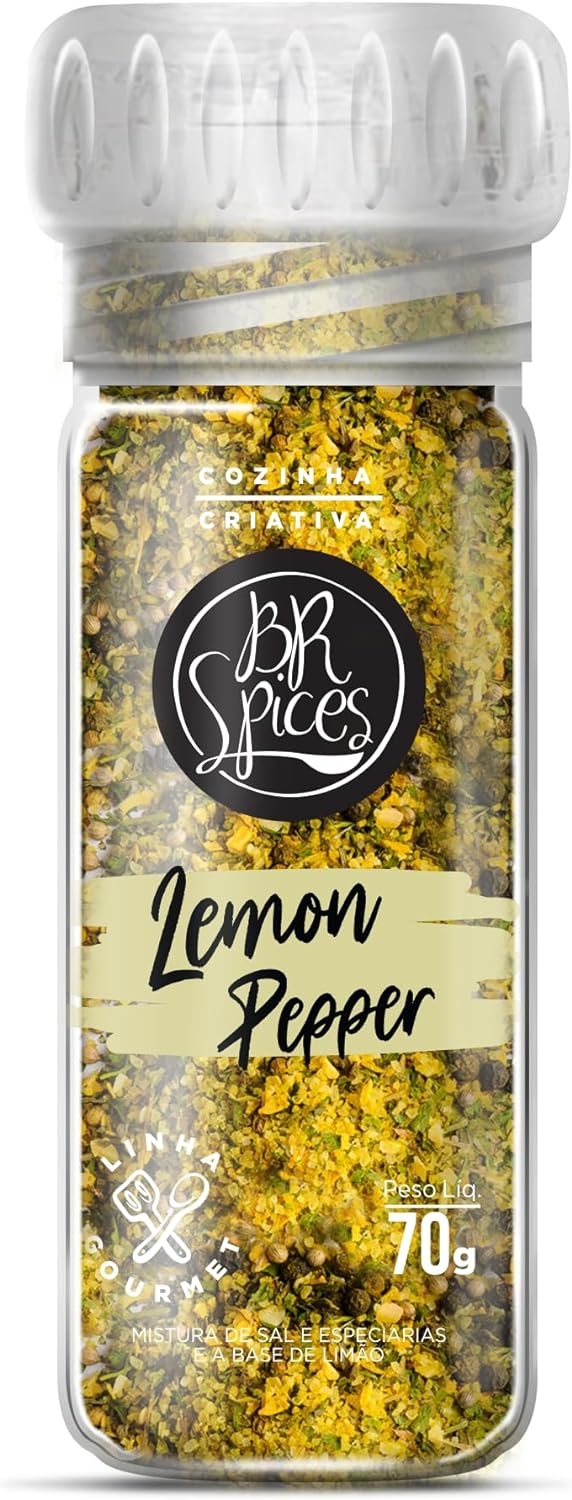 COZINHA
CRIATIVA
BR
Spices
Lemon
Pepper
LINHA
GOURMET
Peso Líq.
70g
MISTURA DE SAL E ESPECIARIAS
E A BASE DE LIMÃO